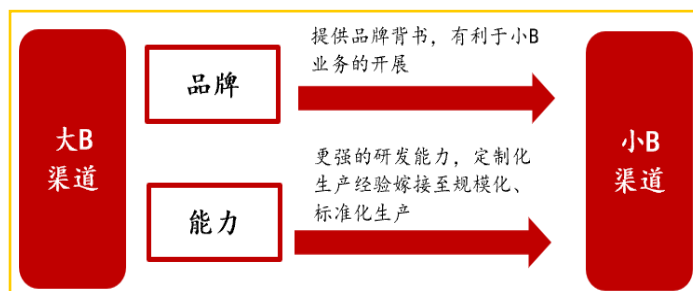 大B
渠道
品牌
提供品牌背书，有利于小B
业务的开展
能力
更强的研发能力，定制化
生产经验嫁接至规模化、
标准化生产
小B
渠道